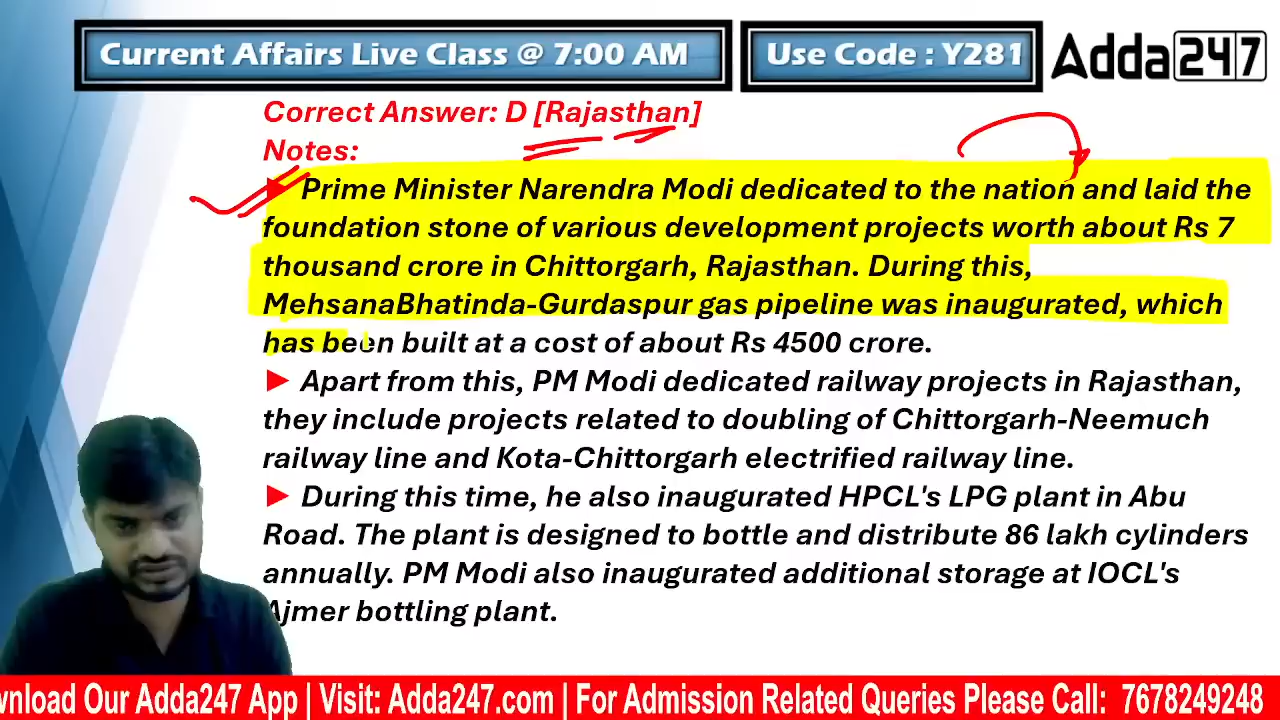 Current Affairs Live Class @ 7:00 AM
Use Code : Y281
Adda247
Correct Answer: D [Rajasthan]
Notes:
► Prime Minister Narendra Modi dedicated to the nation and laid the
foundation stone of various development projects worth about Rs 7
thousand crore in Chittorgarh, Rajasthan. During this,
MehsanaBhatinda-Gurdaspur gas pipeline was inaugurated, which
has been built at a cost of about Rs 4500 crore.
► Apart from this, PM Modi dedicated railway projects in Rajasthan,
they include projects related to doubling of Chittorgarh-Neemuch
railway line and Kota-Chittorgarh electrified railway line.
► During this time, he also inaugurated HPCL's LPG plant in Abu
Road. The plant is designed to bottle and distribute 86 lakh cylinders
annually. PM Modi also inaugurated additional storage at IOCL's
Ajmer bottling plant.
wnload Our Adda247 App | Visit: Adda247.com | For Admission Related Queries Please Call: 7678249248